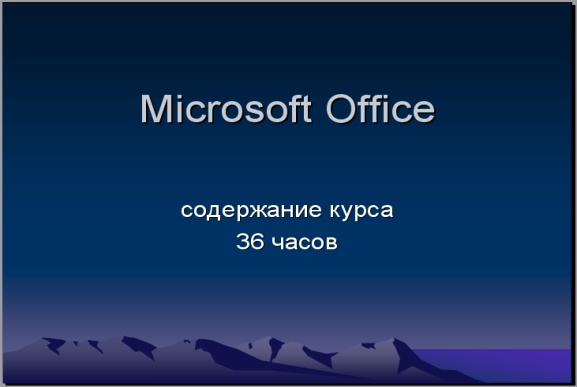 Microsoft Office
содержание курса
36 часов